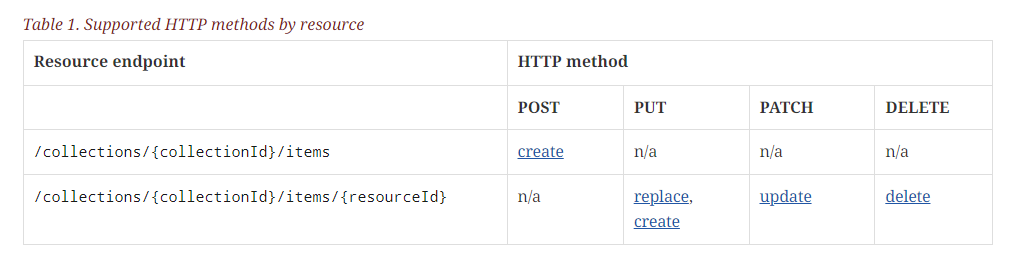 Table 1. Supported HTTP methods by resource
Resource endpoint HTTP method
POST PUT PATCH DELETE
/collections/{collectionId}/items create n/a n/a n/a
/collections/{collectionId}/items/{resourceId} n/a replace, update delete
create